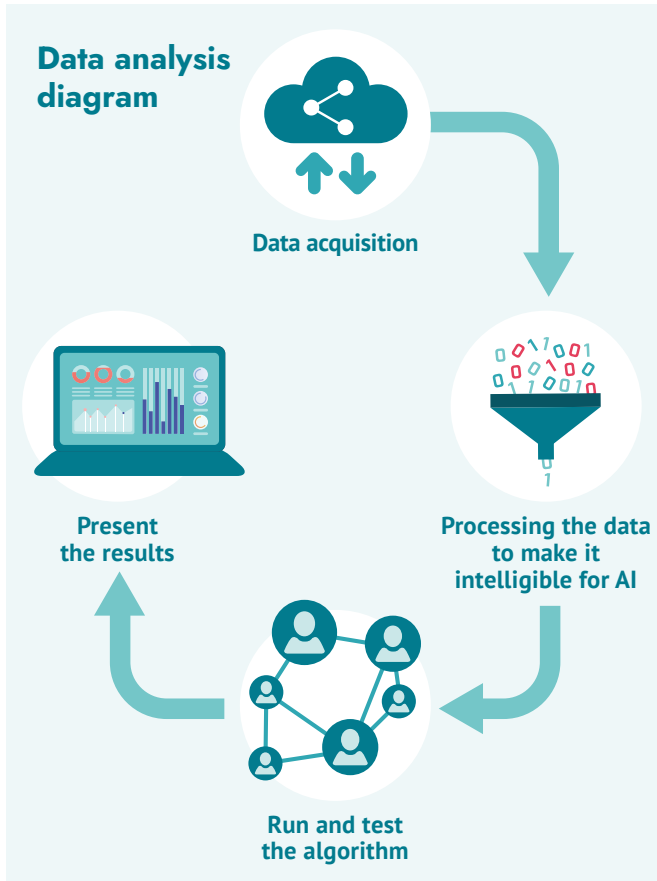 Data analysis
diagram
Data acquisition
Processing the data
to make it
intelligible for AI
Run and test
the algorithm
Present
the results